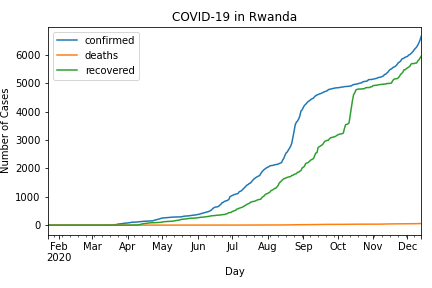 COVID-19 in Rwanda
confirmed
deaths
recovered
Number of Cases
6000
5000
4000
3000
2000
1000
0
Feb Mar Apr May Jun Jul Aug Sep Oct Nov Dec
2020
Day